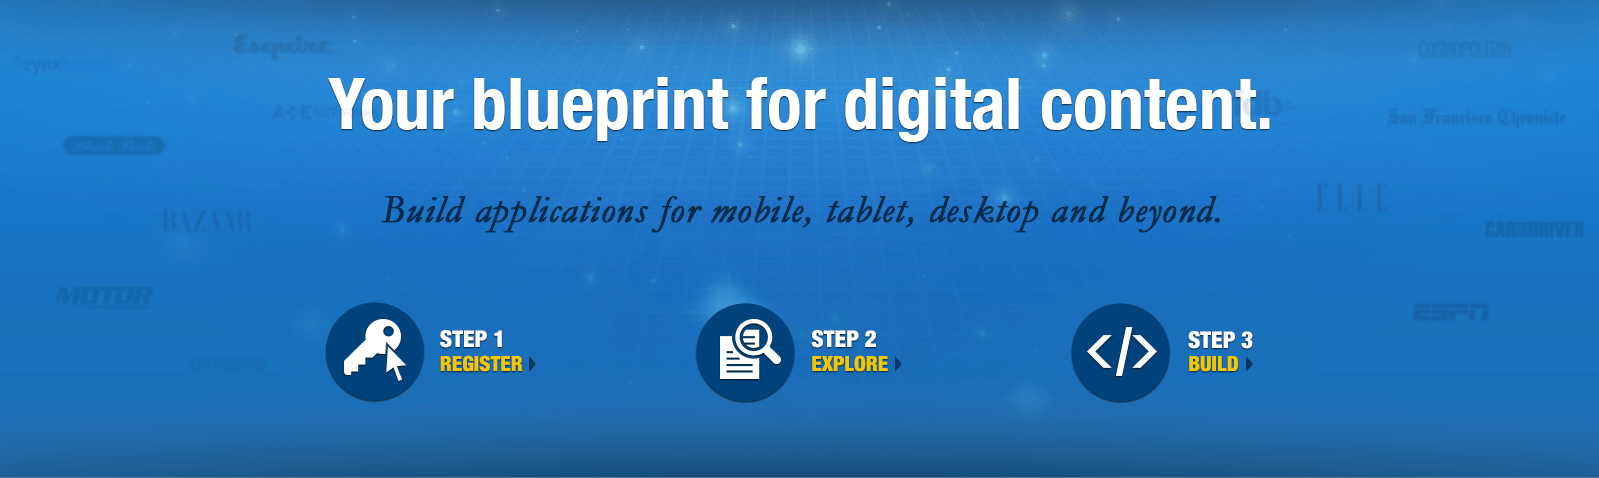 Esquire
zynx
COSMOPOLITAN
Your blueprint for digital content.
A+E
San Francisco Chronicle
BAZAAR
Build applications for mobile, tablet, desktop and beyond.
ELLE
CAR AND DRIVER
MOTOR
ESPN
STEP 1
REGISTER
STEP 2
EXPLORE
STEP 3
BUILD